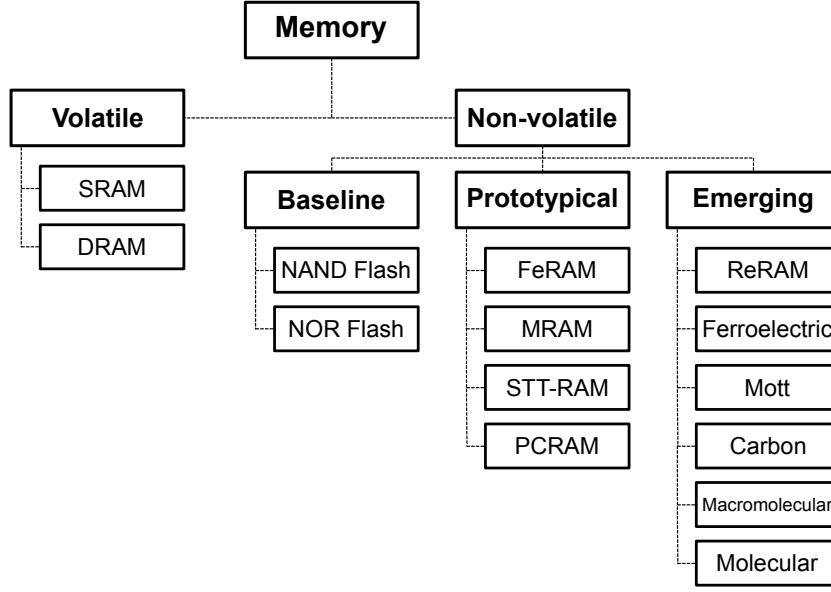 Memory
Volatile
Non-volatile
SRAM
DRAM
Baseline
Prototypical
Emerging
NAND Flash
NOR Flash
FeRAM
MRAM
STT-RAM
PCRAM
ReRAM
Ferroelectric
Mott
Carbon
Macromolecular
Molecular